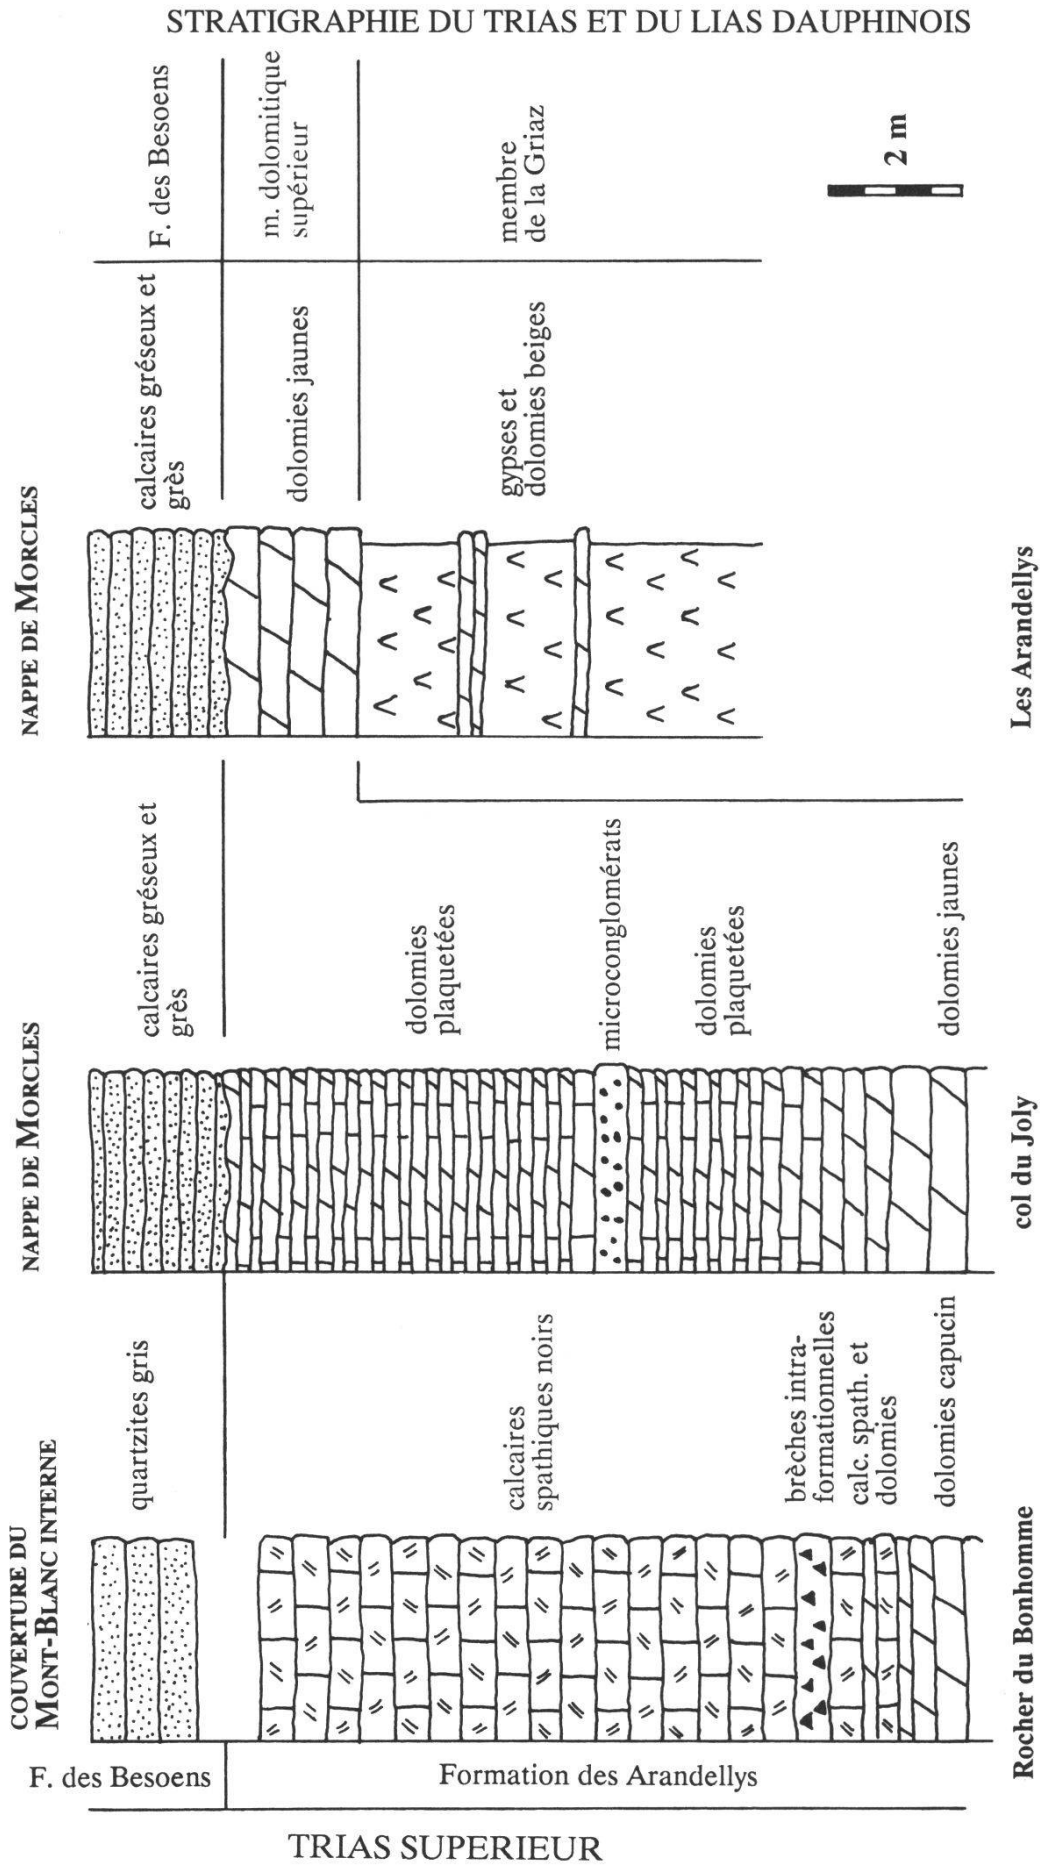 STRATIGRAPHIE DU TRIAS ET DU LIAS DAUPHINOIS
TRIAS SUPERIEUR
F. des Besoens
Formation des Arandellys
COUVERTURE DU
MONT-BLANC INTERNE
quartzites gris
calcaires
spathiques noirs
brèches intra-
formationnelles
calc. spath. et
dolomies
dolomies capucin
Rocher du Bonhomme
NAPPE DE MORCLES
calcaires gréseux et
grès
dolomies
plaquetées
microconglomérats
dolomies
plaquetées
dolomies jaunes
col du Joly
NAPPE DE MORCLES
calcaires gréseux et
grès
dolomies jaunes
gypses et
dolomies beiges
Les Arandellys
F. des Besoens
m. dolomitique
supérieur
membre
de la Griaz
2 m